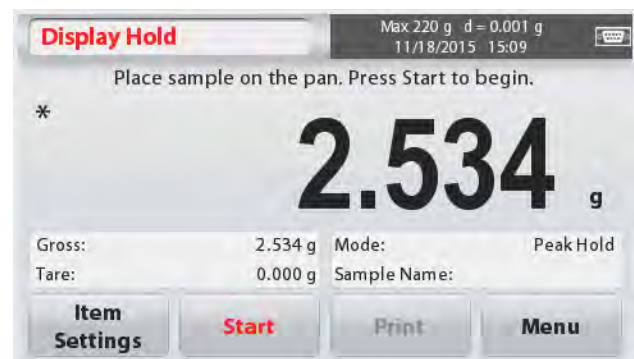 Display Hold
Max 220 g d = 0.001 g
11/18/2015 15:09
Place sample on the pan. Press Start to begin.
*
2.534 g
Gross: 2.534 g Mode: Peak Hold
Tare: 0.000 g Sample Name:
Item Settings
Start
Print
Menu